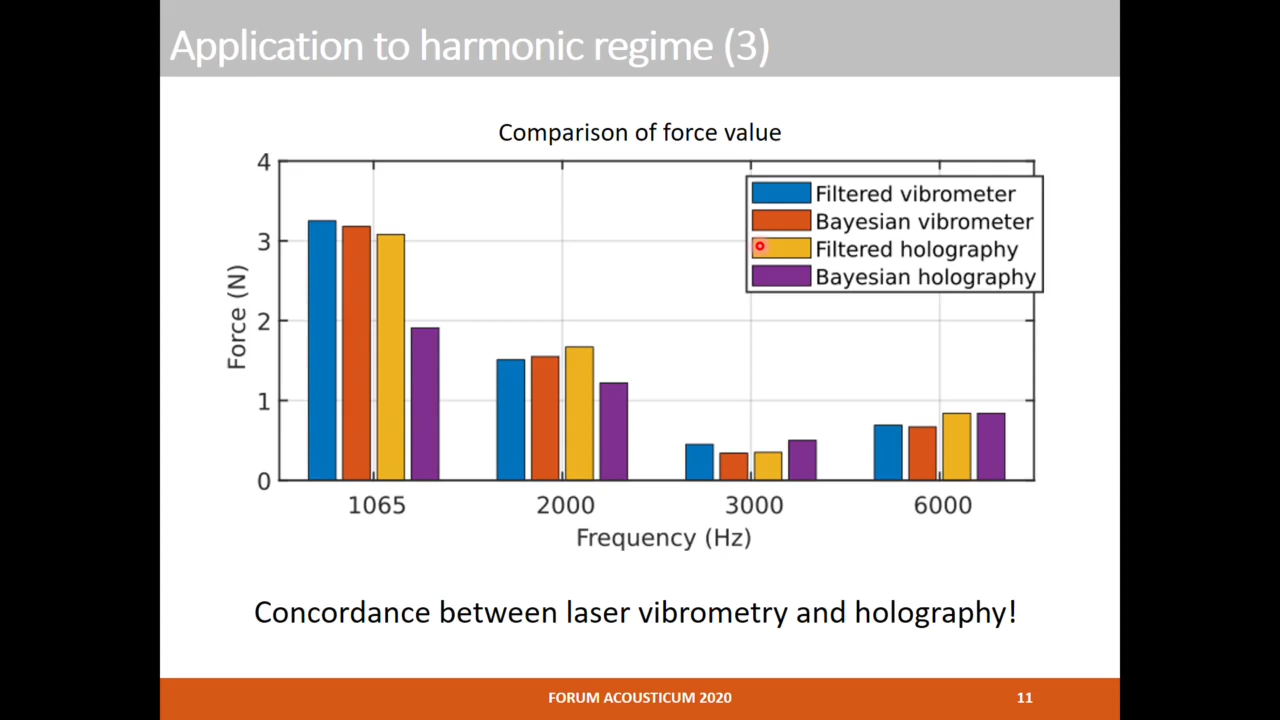 Application to harmonic regime (3)
Comparison of force value
4
3
2
1
0
Force (N)
Filtered vibrometer
Bayesian vibrometer
Filtered holography
Bayesian holography
1065 2000 3000 6000
Frequency (Hz)
Concordance between laser vibrometry and holography!
FORUM ACOUSTICUM 2020 11